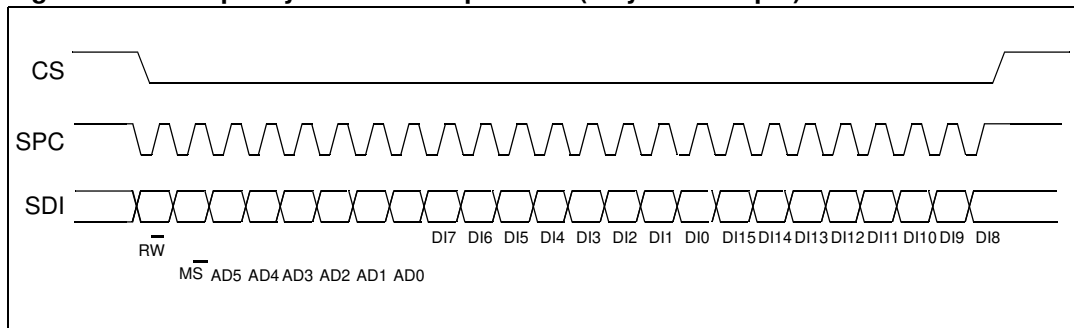 CS
SPC
SDI
DI7 DI6 DI5 DI4 DI3 DI2 DI1 DI0 DI15 DI14 DI13 DI12 DI11 DI10 DI9 DI8
RW
MS AD5 AD4 AD3 AD2 AD1 AD0